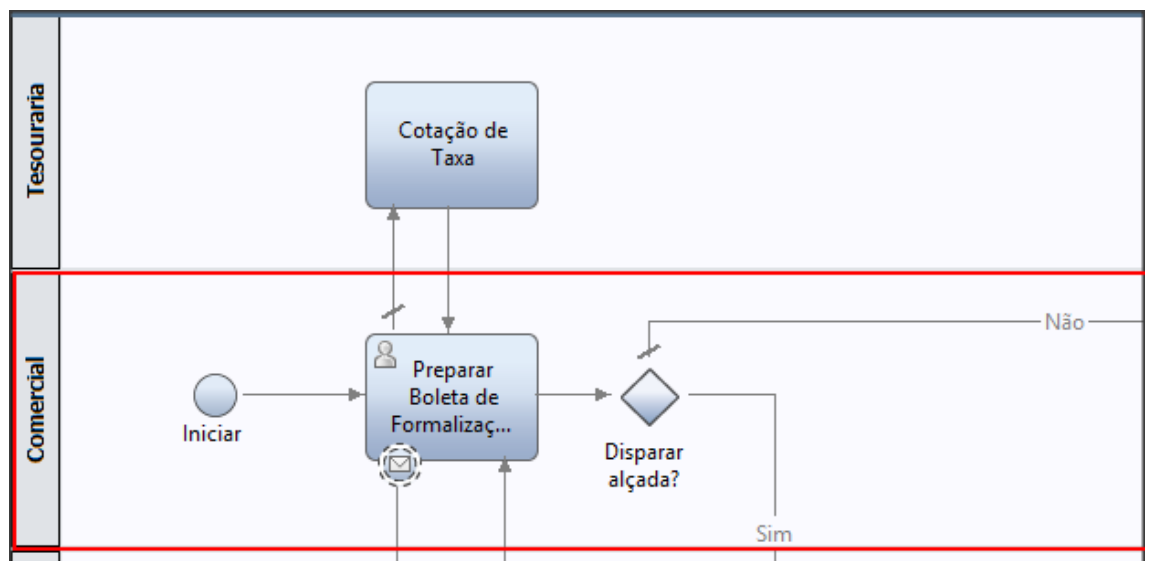 Tesouraria
Cotação de
Taxa
Comercial
Iniciar
Preparar
Boleta de
Formalizaç...
Disparar
alçada?
Não
Sim